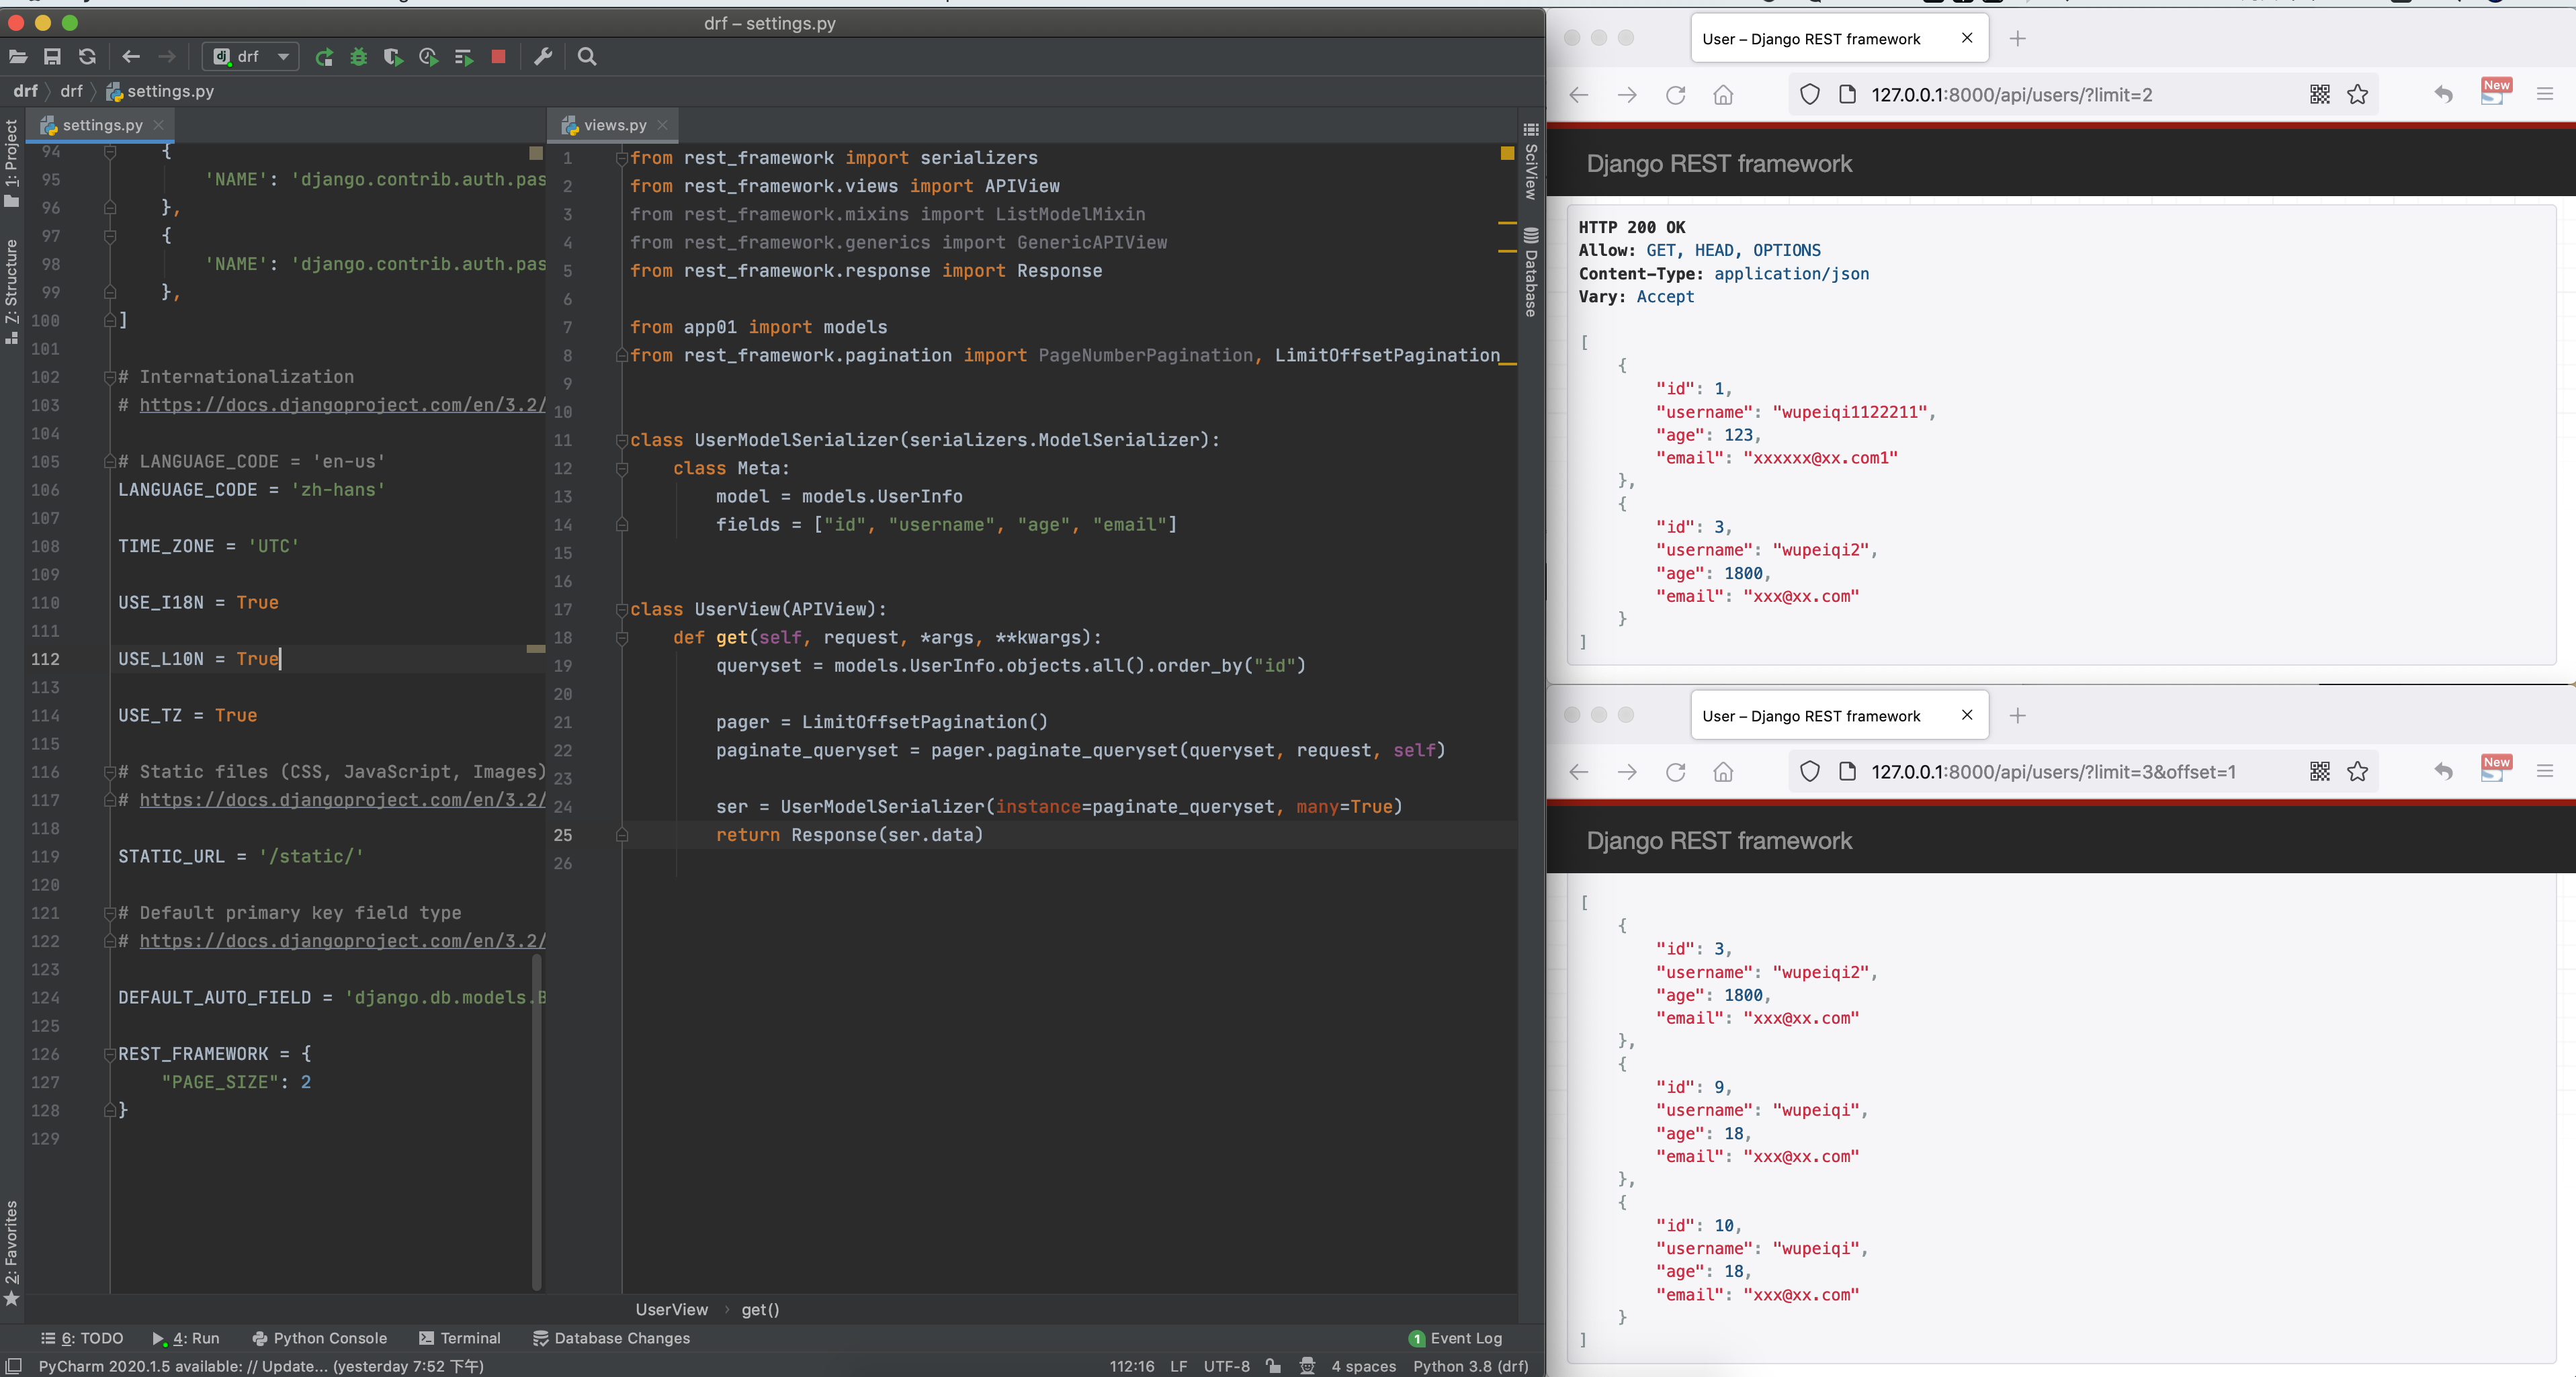 drf – settings.py
drf
drf
drf
settings.py
1: Project
Z: Structure
2: Favorites
settings.py
94 {
95 'NAME': 'django.contrib.auth.pas
96 },
97 {
98 'NAME': 'django.contrib.auth.pas
99 },
100 ]
101
102 # Internationalization
103 # https://docs.djangoproject.com/en/3.2/
104
105 # LANGUAGE_CODE = 'en-us'
106 LANGUAGE_CODE = 'zh-hans'
107
108 TIME_ZONE = 'UTC'
109
110 USE_I18N = True
111
112 USE_L10N = True
113
114 USE_TZ = True
115
116 # Static files (CSS, JavaScript, Images)
117 # https://docs.djangoproject.com/en/3.2/
118
119 STATIC_URL = '/static/'
120
121 # Default primary key field type
122 # https://docs.djangoproject.com/en/3.2/
123
124 DEFAULT_AUTO_FIELD = 'django.db.models.B
125
126 REST_FRAMEWORK = {
127 "PAGE_SIZE": 2
128 }
129
views.py
1 from rest_framework import serializers
2 from rest_framework.views import APIView
3 from rest_framework.mixins import ListModelMixin
4 from rest_framework.generics import GenericAPIView
5 from rest_framework.response import Response
6
7 from app01 import models
8 from rest_framework.pagination import PageNumberPagination, LimitOffsetPagination
9
10
11 class UserModelSerializer(serializers.ModelSerializer):
12 class Meta:
13 model = models.UserInfo
14 fields = ["id", "username", "age", "email"]
15
16
17 class UserView(APIView):
18 def get(self, request, *args, **kwargs):
19 queryset = models.UserInfo.objects.all().order_by("id")
20
21 pager = LimitOffsetPagination()
22 paginate_queryset = pager.paginate_queryset(queryset, request, self)
23
24 ser = UserModelSerializer(instance=paginate_queryset, many=True)
25 return Response(ser.data)
26
SciView
Database
UserView › get()
6: TODO
4: Run
Python Console
Terminal
Database Changes
1 Event Log
PyCharm 2020.1.5 available: // Update... (yesterday 7:52 下午)
112:16 LF UTF-8 4 spaces Python 3.8 (drf)
User – Django REST framework
127.0.0.1:8000/api/users/?limit=2
New
Django REST framework
HTTP 200 OK
Allow: GET, HEAD, OPTIONS
Content-Type: application/json
Vary: Accept
[
{
"id": 1,
"username": "wupeiqi1122211",
"age": 123,
"email": "xxxxxx@xx.com1"
},
{
"id": 3,
"username": "wupeiqi2",
"age": 1800,
"email": "xxx@xx.com"
}
]
User – Django REST framework
127.0.0.1:8000/api/users/?limit=3&offset=1
New
Django REST framework
[
{
"id": 3,
"username": "wupeiqi2",
"age": 1800,
"email": "xxx@xx.com"
},
{
"id": 9,
"username": "wupeiqi",
"age": 18,
"email": "xxx@xx.com"
},
{
"id": 10,
"username": "wupeiqi",
"age": 18,
"email": "xxx@xx.com"
}
]